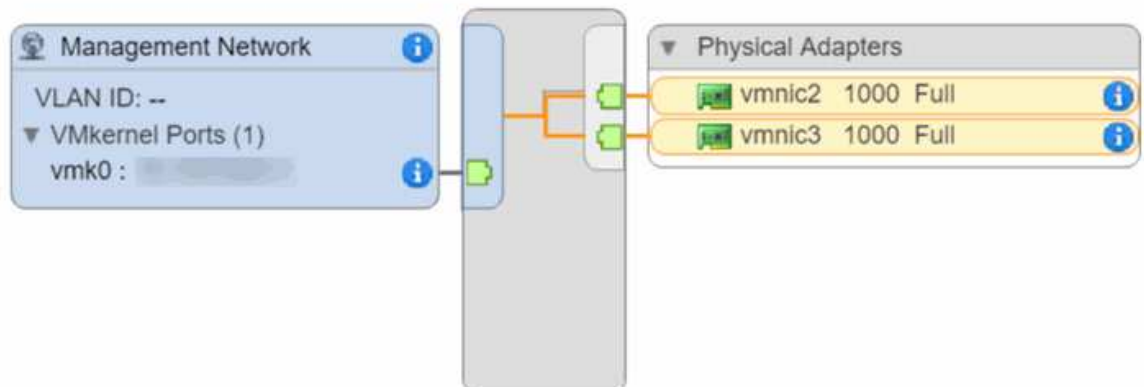 Management Network
VLAN ID: --
VMkernel Ports (1)
vmk0 :
Physical Adapters
vmnic2 1000 Full
vmnic3 1000 Full